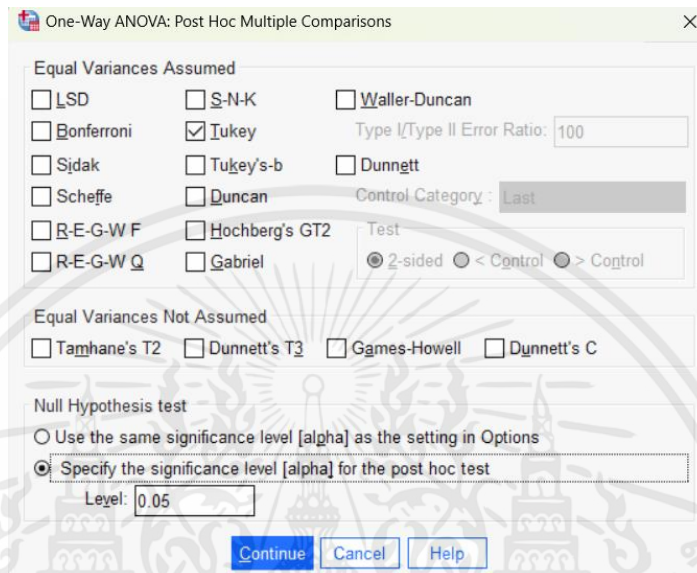 One-Way ANOVA: Post Hoc Multiple Comparisons
Equal Variances Assumed
LSD S-N-K Waller-Duncan
Bonferroni Tukey Type I/Type II Error Ratio: 100
Sidak Tukey's-b Dunnett
Scheffe Duncan Control Category : Last
R-E-G-W F Hochberg's GT2 Test
R-E-G-W Q Gabriel 2-sided < Control > Control
Equal Variances Not Assumed
Tamhane's T2 Dunnett's T3 Games-Howell Dunnett's C
Null Hypothesis test
Use the same significance level [alpha] as the setting in Options
Specify the significance level [alpha] for the post hoc test
Level: 0.05
Continue Cancel Help